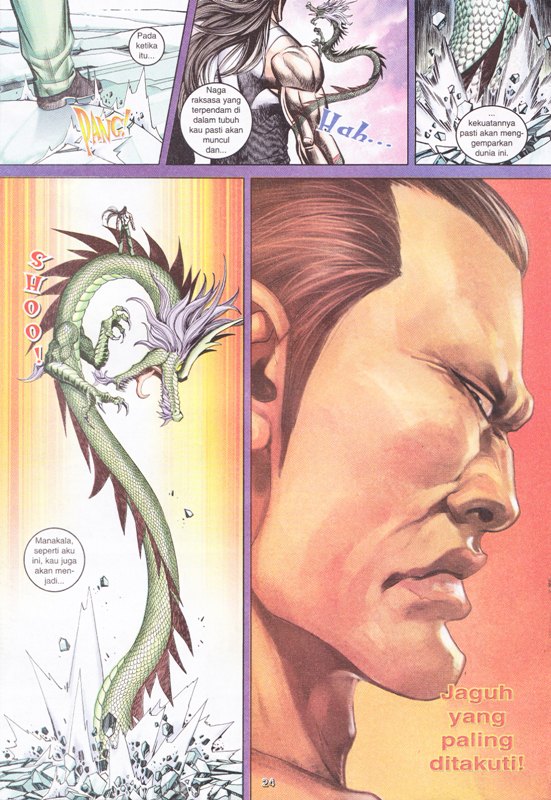 Pada
ketika
itu...
PANG!
Naga
raksasa yang
terpendam di
dalam tubuh
kau pasti akan
muncul
dan...
Hah...
...
kekuatannya
pasti akan meng-
gemparkan
dunia ini.
SHOO!
Manakala,
seperti aku
ini, kau juga
akan men-
jadi...
Jaguh
yang
paling
ditakuti!
24